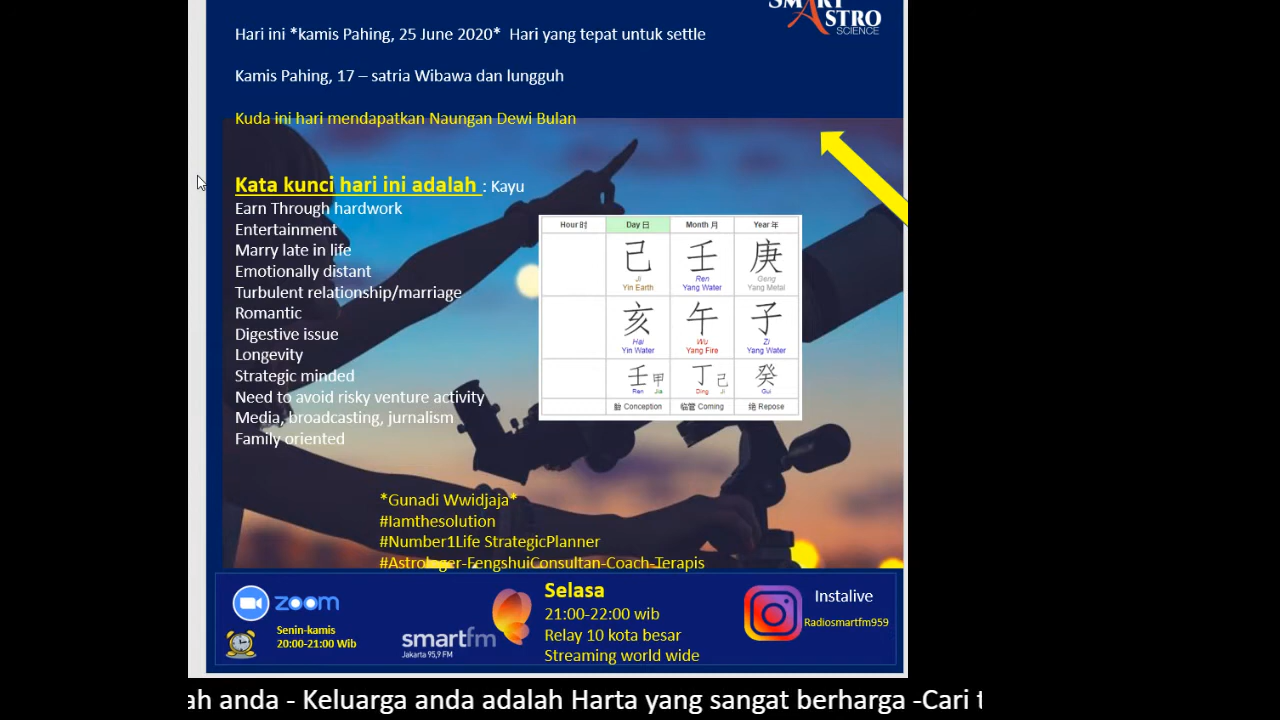 SMART
ASTRO
SCIENCE
Hari ini *kamis Pahing, 25 June 2020* Hari yang tepat untuk settle
Kamis Pahing, 17 – satria Wibawa dan lungguh
Kuda ini hari mendapatkan Naungan Dewi Bulan
Kata kunci hari ini adalah : Kayu
Earn Through hardwork
Entertainment
Marry late in life
Emotionally distant
Turbulent relationship/marriage
Romantic
Digestive issue
Longevity
Strategic minded
Need to avoid risky venture activity
Media, broadcasting, jurnalism
Family oriented
Hour 时 Day 日 Month 月 Year 年
己 壬 庚
Ji Ren Geng
Yin Earth Yang Water Yang Metal
亥 午 子
Hai Wu Zi
Yin Water Yang Fire Yang Water
壬 甲 丁 己 癸
Ren Jia Ding Ji Gui
胎 Conception 临官 Coming 绝 Repose
*Gunadi Wwidjaja*
#Iamthesolution
#Number1Life StrategicPlanner
#Astrologer-FengshuiConsultan-Coach-Terapis
zoom
Senin-kamis
20:00-21:00 Wib
smartfm
Jakarta 95,9 FM
Selasa
21:00-22:00 wib
Relay 10 kota besar
Streaming world wide
Instalive
Radiosmartfm959
ah anda - Keluarga anda adalah Harta yang sangat berharga -Cari